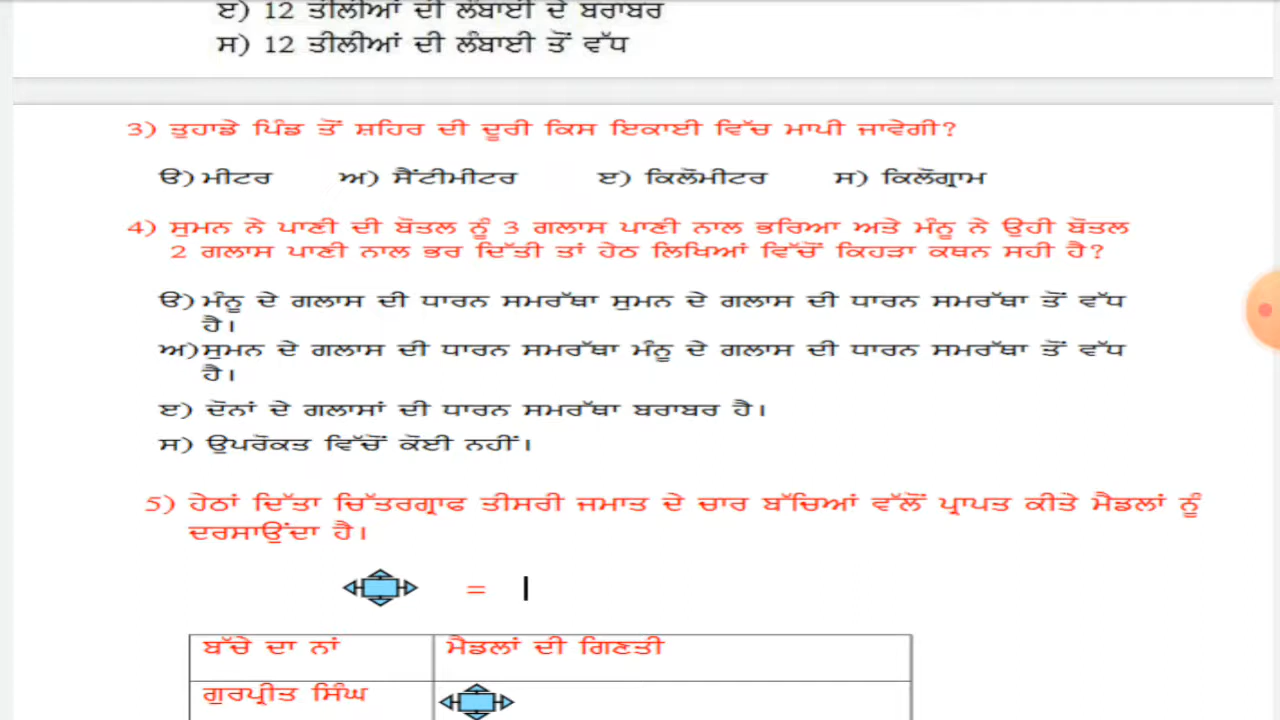 ੲ) 12 ਤੀਲੀਆਂ ਦੀ ਲੰਬਾਈ ਦੇ ਬਰਾਬਰ
ਸ) 12 ਤੀਲੀਆਂ ਦੀ ਲੰਬਾਈ ਤੋਂ ਵੱਧ
3) ਤੁਹਾਡੇ ਪਿੰਡ ਤੋਂ ਸ਼ਹਿਰ ਦੀ ਦੂਰੀ ਕਿਸ ਇਕਾਈ ਵਿੱਚ ਮਾਪੀ ਜਾਵੇਗੀ?
ੳ) ਮੀਟਰ ਅ) ਸੈਂਟੀਮੀਟਰ ੲ) ਕਿਲੋਮੀਟਰ ਸ) ਕਿਲੋਗ੍ਰਾਮ
4) ਸੁਮਨ ਨੇ ਪਾਣੀ ਦੀ ਬੋਤਲ ਨੂੰ 3 ਗਲਾਸ ਪਾਣੀ ਨਾਲ ਭਰਿਆ ਅਤੇ ਮੰਨੂ ਨੇ ਉਹੀ ਬੋਤਲ
2 ਗਲਾਸ ਪਾਣੀ ਨਾਲ ਭਰ ਦਿੱਤੀ ਤਾਂ ਹੇਠ ਲਿਖਿਆਂ ਵਿੱਚੋਂ ਕਿਹੜਾ ਕਥਨ ਸਹੀ ਹੈ?
ੳ) ਮੰਨੂ ਦੇ ਗਲਾਸ ਦੀ ਧਾਰਨ ਸਮਰੱਥਾ ਸੁਮਨ ਦੇ ਗਲਾਸ ਦੀ ਧਾਰਨ ਸਮਰੱਥਾ ਤੋਂ ਵੱਧ
ਹੈ।
ਅ) ਸੁਮਨ ਦੇ ਗਲਾਸ ਦੀ ਧਾਰਨ ਸਮਰੱਥਾ ਮੰਨੂ ਦੇ ਗਲਾਸ ਦੀ ਧਾਰਨ ਸਮਰੱਥਾ ਤੋਂ ਵੱਧ
ਹੈ।
ੲ) ਦੋਨਾਂ ਦੇ ਗਲਾਸਾਂ ਦੀ ਧਾਰਨ ਸਮਰੱਥਾ ਬਰਾਬਰ ਹੈ।
ਸ) ਉਪਰੋਕਤ ਵਿੱਚੋਂ ਕੋਈ ਨਹੀਂ।
5) ਹੇਠਾਂ ਦਿੱਤਾ ਚਿੱਤਰਗ੍ਰਾਫ ਤੀਸਰੀ ਜਮਾਤ ਦੇ ਚਾਰ ਬੱਚਿਆਂ ਵੱਲੋਂ ਪ੍ਰਾਪਤ ਕੀਤੇ ਮੈਡਲਾਂ ਨੂੰ
ਦਰਸਾਉਂਦਾ ਹੈ।
= |
ਬੱਚੇ ਦਾ ਨਾਂ ਮੈਡਲਾਂ ਦੀ ਗਿਣਤੀ
ਗੁਰਪ੍ਰੀਤ ਸਿੰਘ